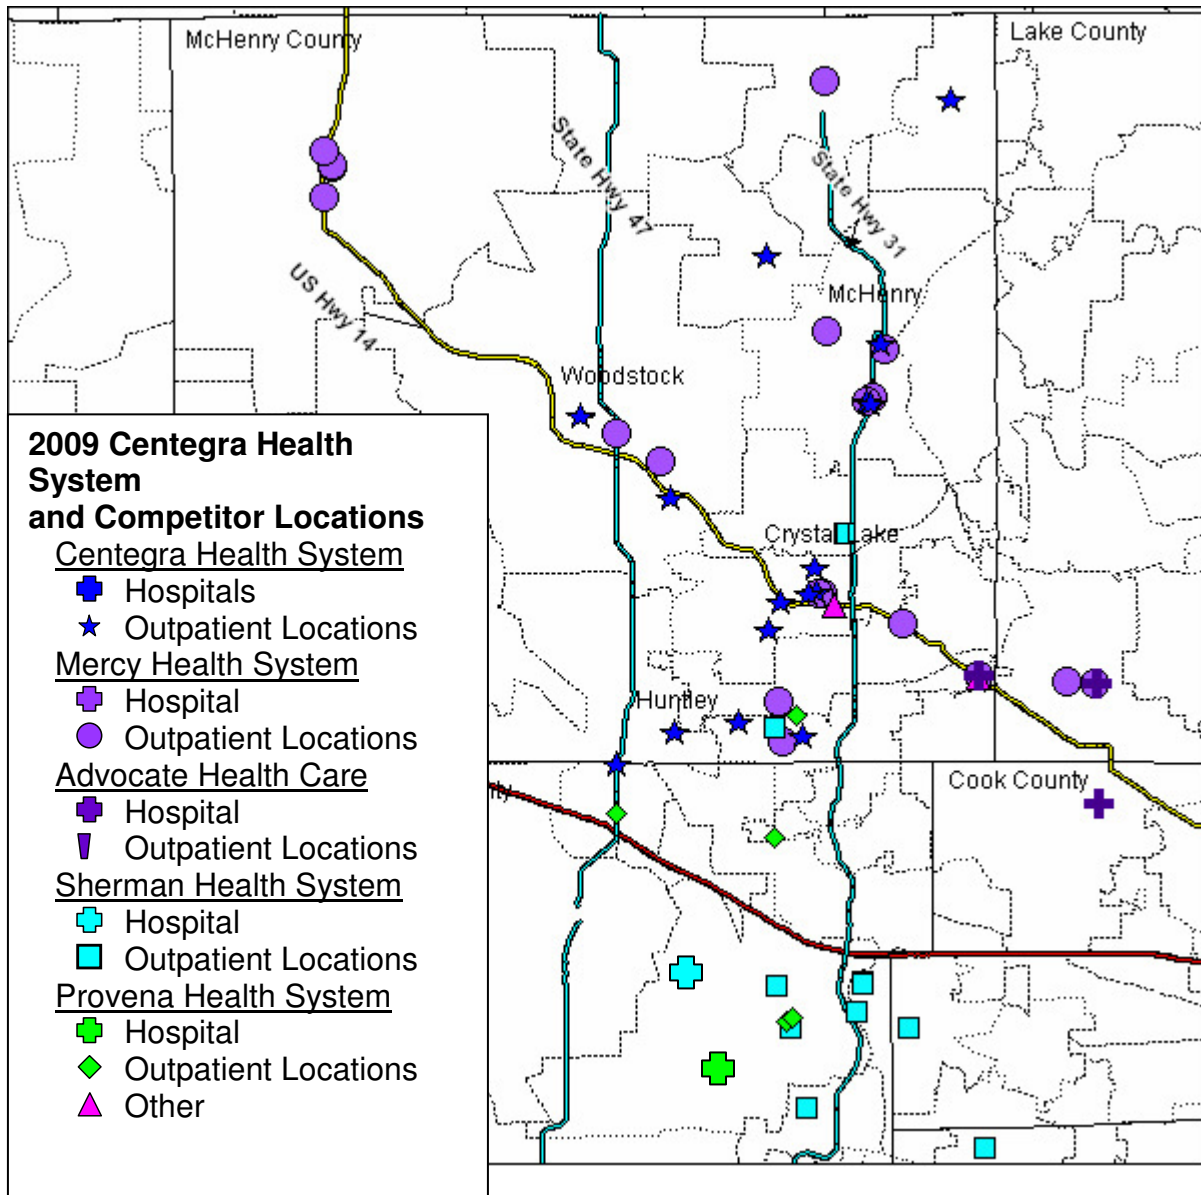 McHenry County
Lake County
State Hwy 47
State Hwy 31
US Hwy 14
McHenry
Woodstock
Crystal Lake
Huntley
Cook County
2009 Centegra Health
System
and Competitor Locations
Centegra Health System
Hospitals
Outpatient Locations
Mercy Health System
Hospital
Outpatient Locations
Advocate Health Care
Hospital
Outpatient Locations
Sherman Health System
Hospital
Outpatient Locations
Provena Health System
Hospital
Outpatient Locations
Other